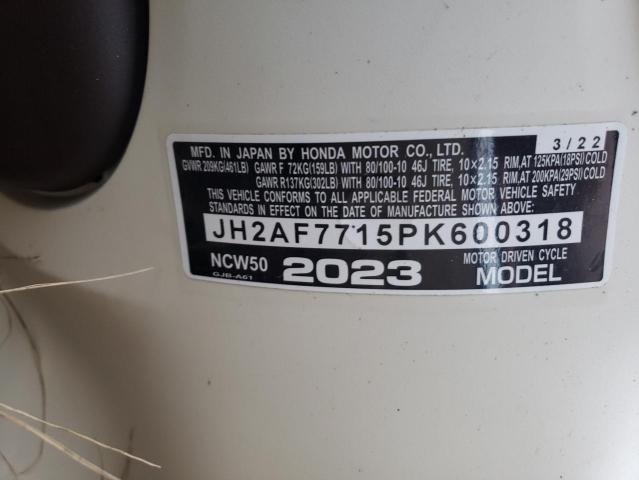 3/22
MFD. IN JAPAN BY HONDA MOTOR CO., LTD.
GVWR 209KG(461LB) GAWR F 72KG(159LB) WITH 80/100-10 46J TIRE, 10×2.15 RIM, AT 125KPA(18PSI) COLD
GAWR R137KG(302LB) WITH 80/100-10 46J TIRE, 10×2.15 RIM, AT 200KPA(29PSI) COLD
THIS VEHICLE CONFORMS TO ALL APPLICABLE FEDERAL MOTOR VEHICLE SAFETY
STANDARDS IN EFFECT ON THE DATE OF MANUFACTURE SHOWN ABOVE.
JH2AF7715PK600318
NCW50 2023 MOTOR DRIVEN CYCLE
GJB-A61 MODEL